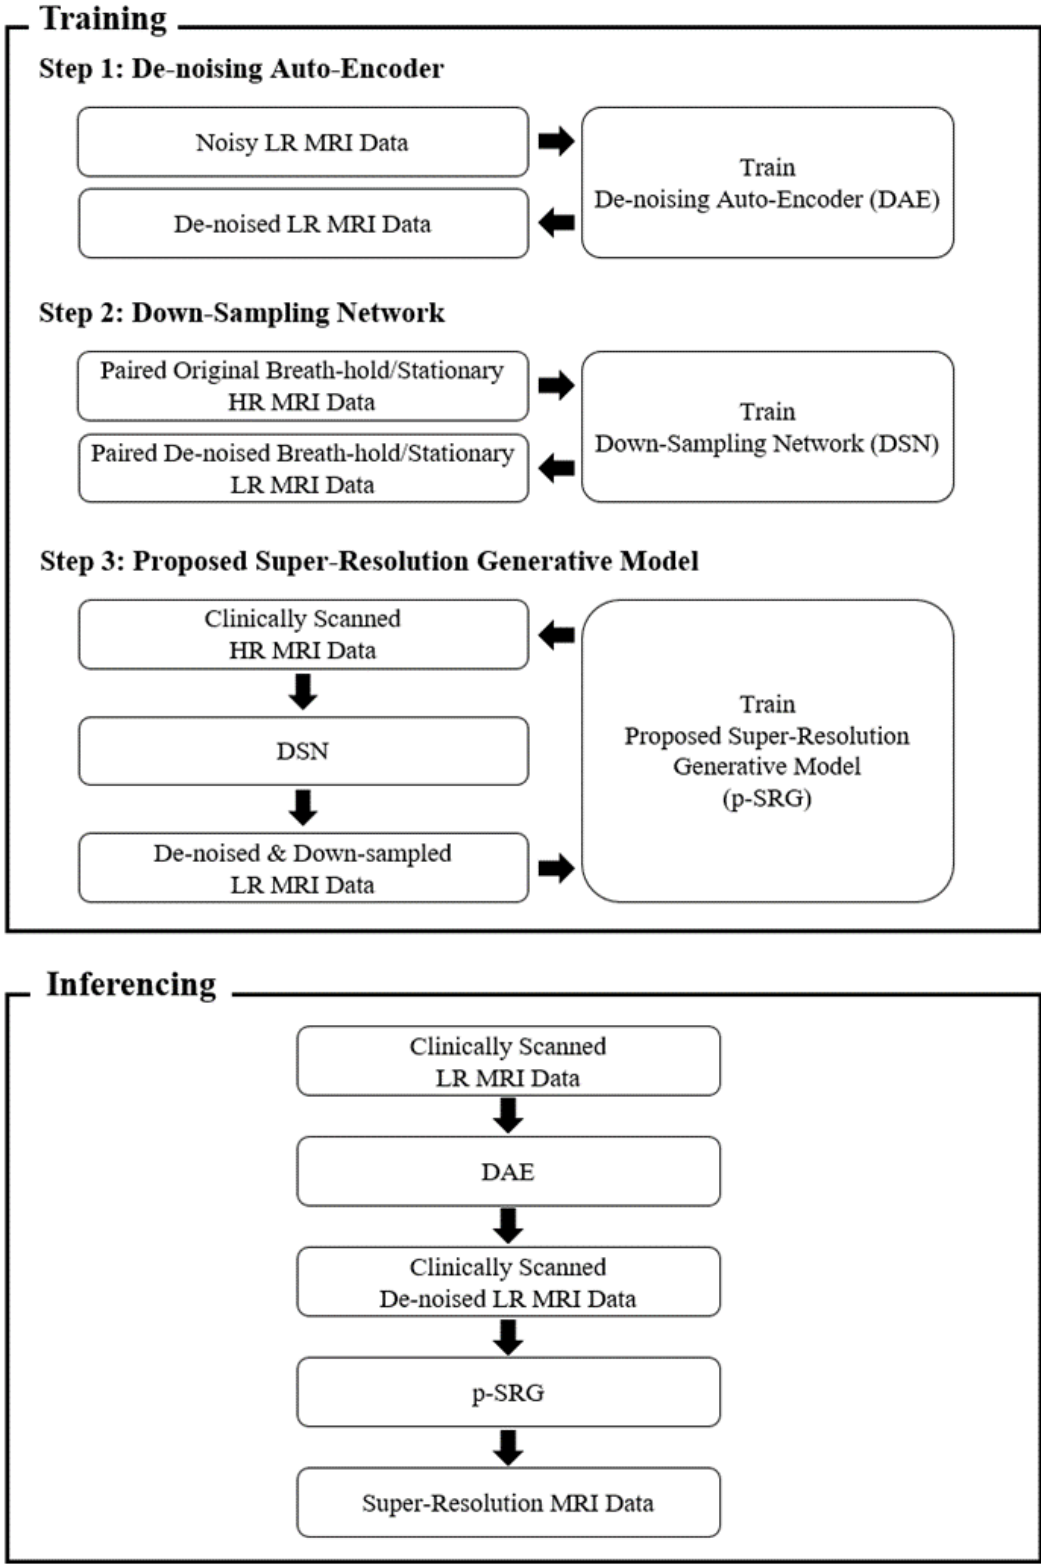 Training
Step 1: De-noising Auto-Encoder
Noisy LR MRI Data
De-noised LR MRI Data
Train
De-noising Auto-Encoder (DAE)
Step 2: Down-Sampling Network
Paired Original Breath-hold/Stationary
HR MRI Data
Paired De-noised Breath-hold/Stationary
LR MRI Data
Train
Down-Sampling Network (DSN)
Step 3: Proposed Super-Resolution Generative Model
Clinically Scanned
HR MRI Data
DSN
De-noised & Down-sampled
LR MRI Data
Train
Proposed Super-Resolution
Generative Model
(p-SRG)
Inferencing
Clinically Scanned
LR MRI Data
DAE
Clinically Scanned
De-noised LR MRI Data
p-SRG
Super-Resolution MRI Data